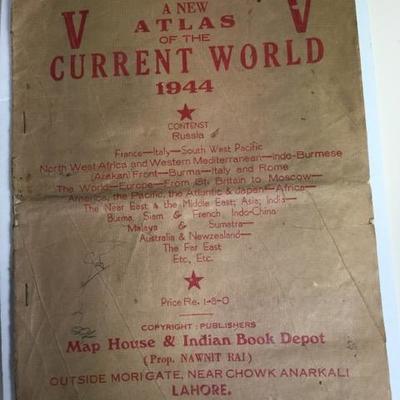 A NEW
V ATLAS V
OF THE
CURRENT WORLD
1944
CONTENST
Russia
France—Italy—South West Pacific
North West Africa and Western Mediterranean—Indo-Burmese
(Arakan) Front—Burma—Italy and Rome
The World—Europe—From Gt. Britain to Moscow—
America, the Pacific, the Atlantic & Japan—Africa—
The Near East & the Middle East; Asia; India—
Burma, Siam & French Indo-China
Malaya & Sumatra—
Australia & Newzealand—
The Far East
Etc., Etc.
Price Re. 1-8-0
COPYRIGHT: PUBLISHERS
Map House & Indian Book Depot
(Prop. NAWNIT RAI)
OUTSIDE MORI GATE, NEAR CHOWK ANARKALI
LAHORE.